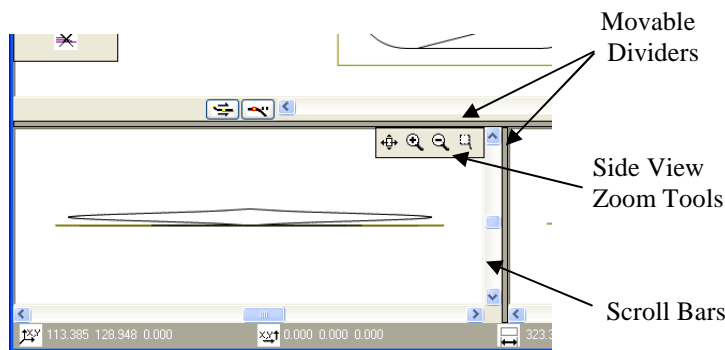 Movable
Dividers
Side View
Zoom Tools
Scroll Bars
X,Y 113.385 128.948 0.000
x,y 0.000 0.000 0.000
323.3